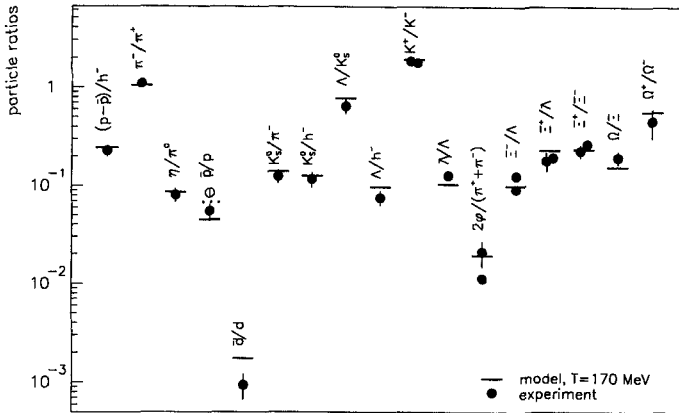 particle ratios
1
10⁻¹
10⁻²
10⁻³
(p−p̄)/h⁻
π⁻/π⁺
η/π⁰
p̄/p
d̄/d
K⁰ₛ/π⁻
K⁰ₛ/h⁻
Λ/K⁰ₛ
Λ/h⁻
K⁺/K⁻
Λ̄/Λ
2φ/(π⁺+π⁻)
Ξ⁻/Λ
Ξ⁺/Λ̄
Ξ⁺/Ξ⁻
Ω/Ξ
Ω⁺/Ω⁻
model, T=170 MeV
experiment